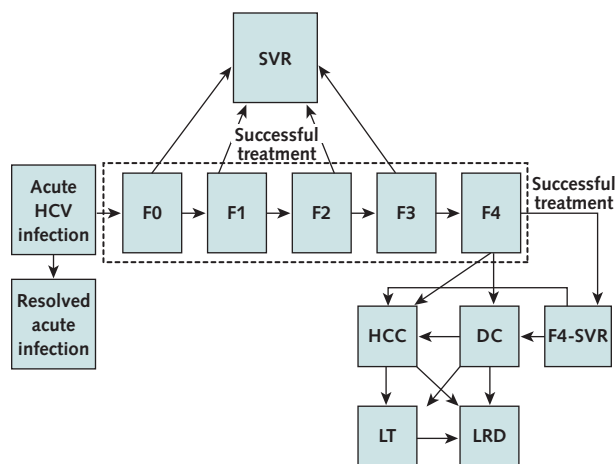 SVR
Successful
treatment
Acute
HCV
infection
F0
F1
F2
F3
F4
Successful
treatment
Resolved
acute
infection
HCC
DC
F4-SVR
LT
LRD